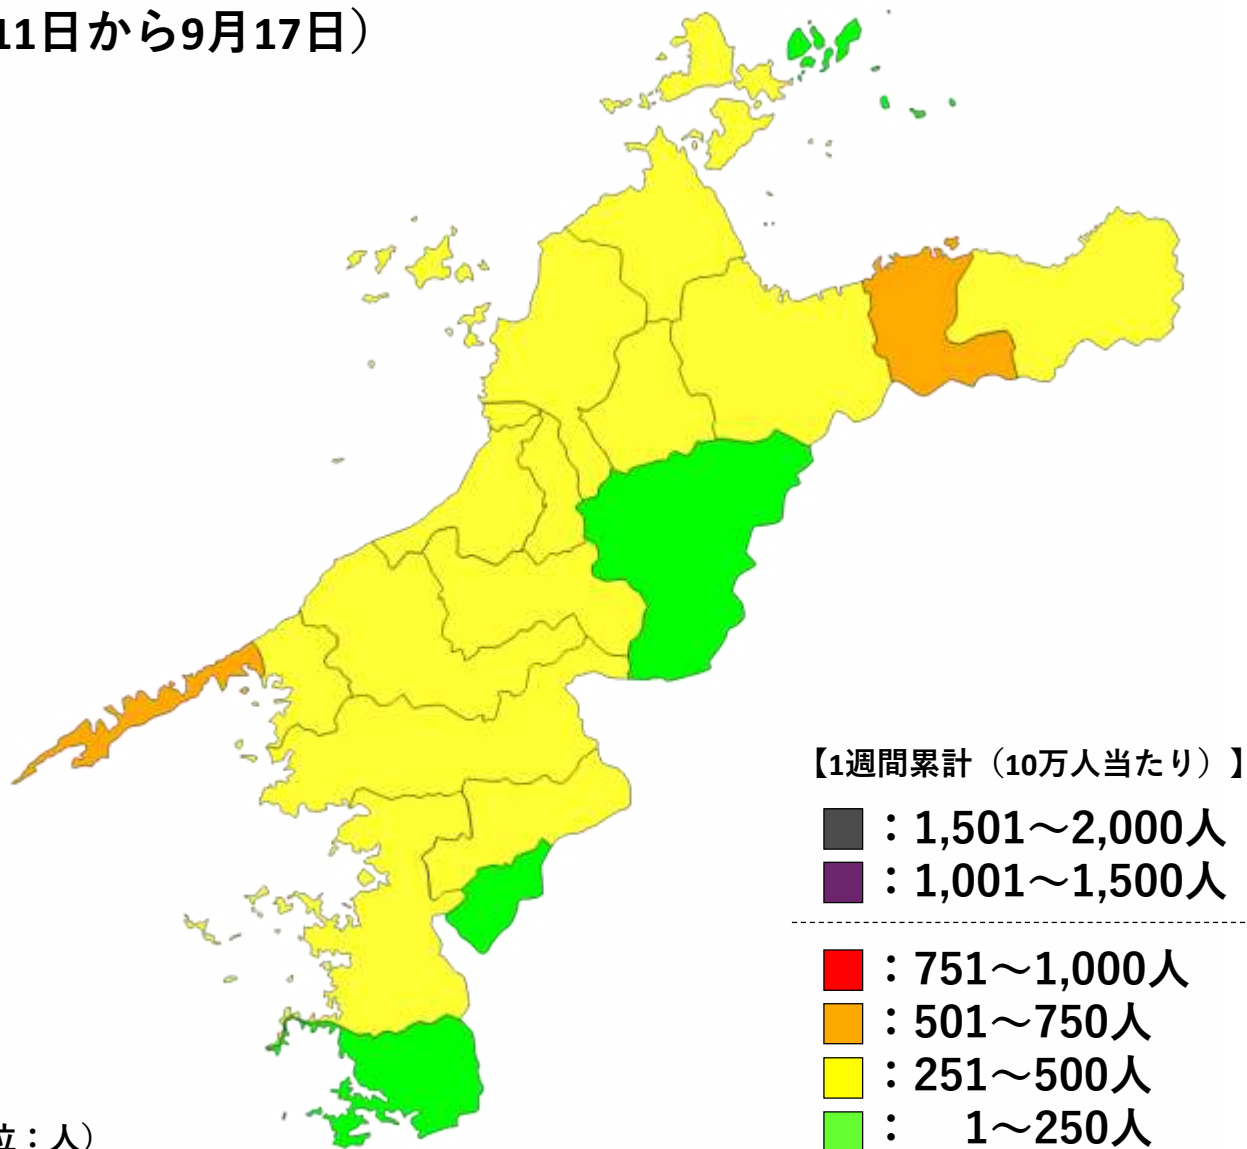 11日から9月17日）
【1週間累計（10万人当たり）】
：1,501～2,000人
：1,001～1,500人
：751～1,000人
：501～750人
：251～500人
： 1～250人
位：人）